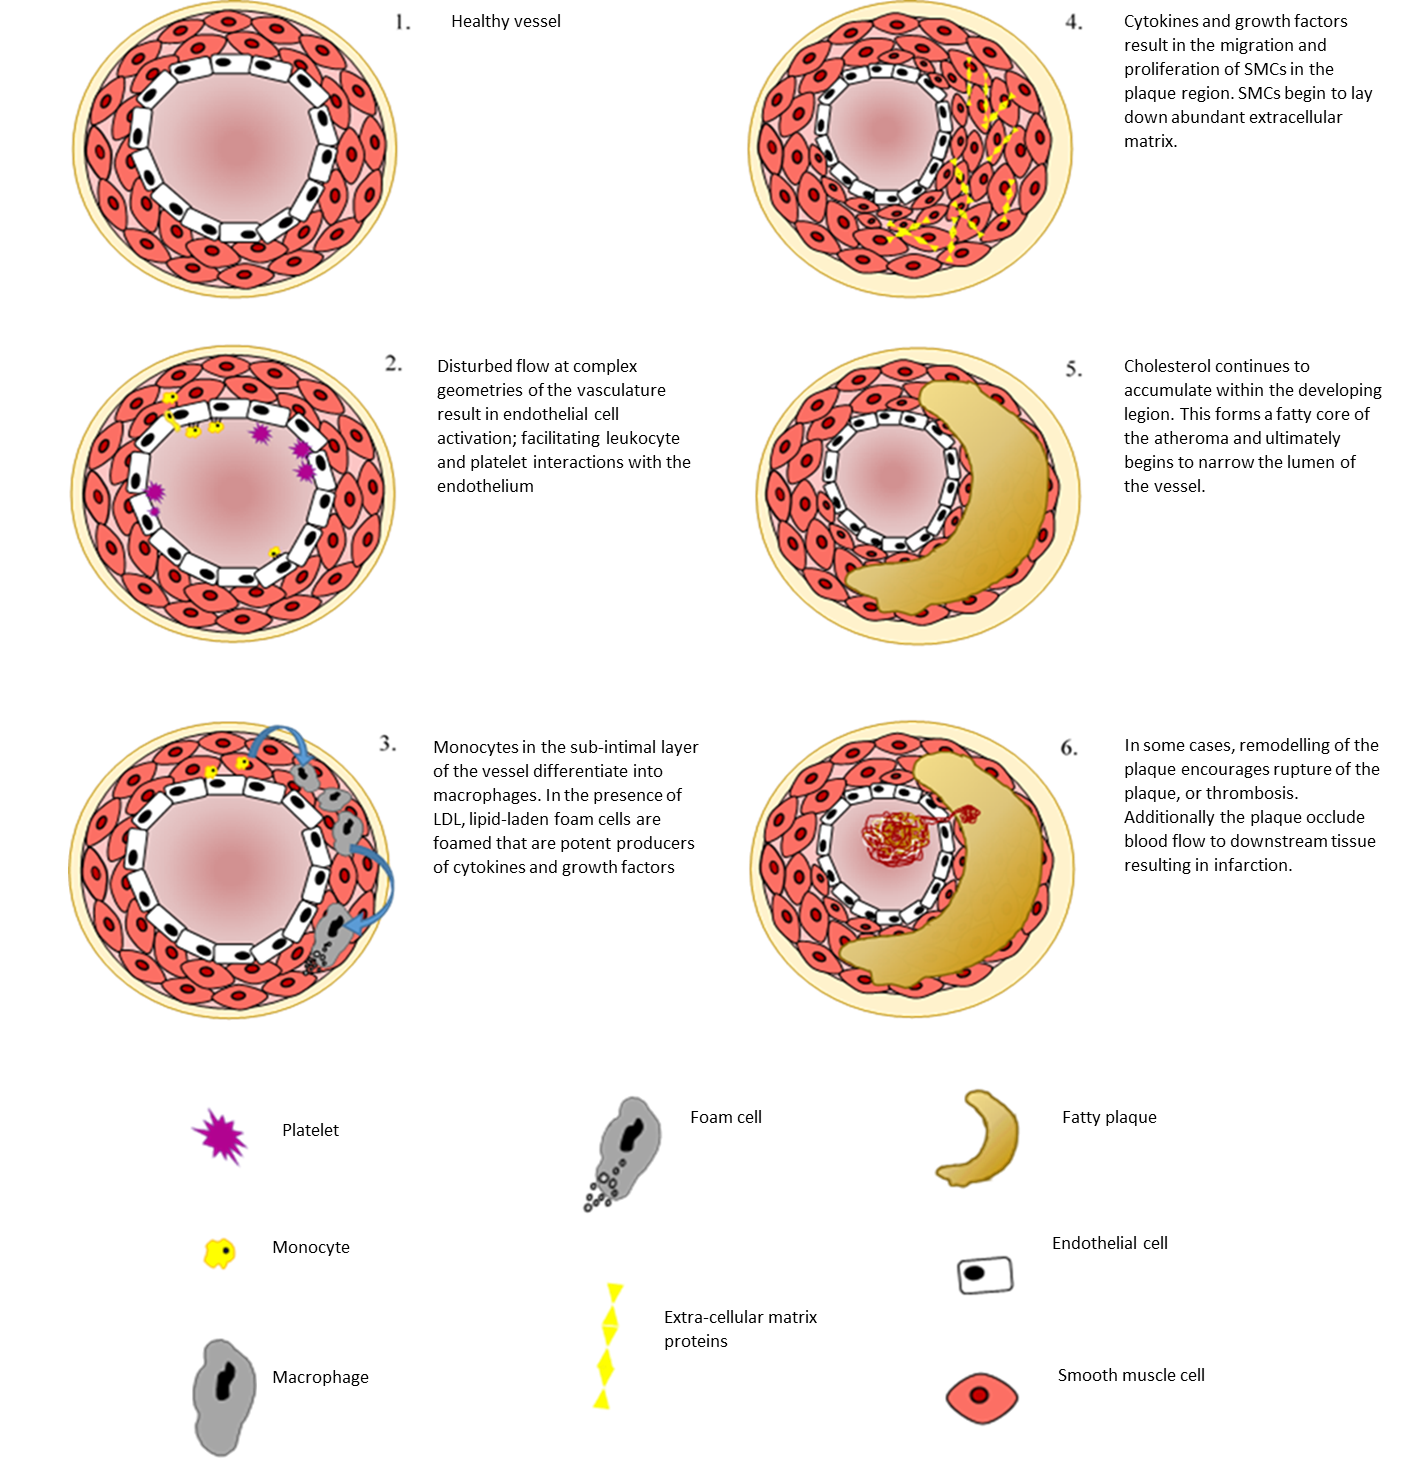 1.
Healthy vessel
2.
Disturbed flow at complex
geometries of the vasculature
result in endothelial cell
activation; facilitating leukocyte
and platelet interactions with the
endothelium
3.
Monocytes in the sub-intimal layer
of the vessel differentiate into
macrophages. In the presence of
LDL, lipid-laden foam cells are
foamed that are potent producers
of cytokines and growth factors
4.
Cytokines and growth factors
result in the migration and
proliferation of SMCs in the
plaque region. SMCs begin to lay
down abundant extracellular
matrix.
5.
Cholesterol continues to
accumulate within the developing
legion. This forms a fatty core of
the atheroma and ultimately
begins to narrow the lumen of
the vessel.
6.
In some cases, remodelling of the
plaque encourages rupture of the
plaque, or thrombosis.
Additionally the plaque occlude
blood flow to downstream tissue
resulting in infarction.
Platelet
Monocyte
Macrophage
Foam cell
Extra-cellular matrix
proteins
Fatty plaque
Endothelial cell
Smooth muscle cell